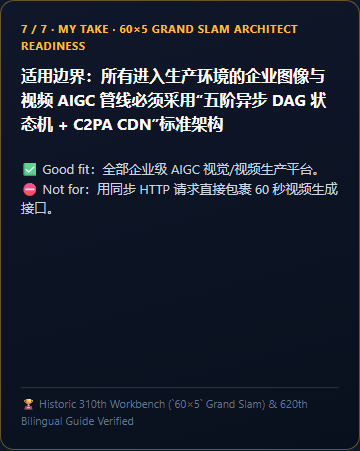 7 / 7 · MY TAKE · 60×5 GRAND SLAM ARCHITECT
READINESS
适用边界：所有进入生产环境的企业图像与
视频 AIGC 管线必须采用“五阶异步 DAG 状
态机 + C2PA CDN”标准架构
✅ Good fit：全部企业级 AIGC 视觉/视频生产平台。
⛔ Not for：用同步 HTTP 请求直接包裹 60 秒视频生成
接口。
🏆 Historic 310th Workbench (`60×5` Grand Slam) & 620th
Bilingual Guide Verified